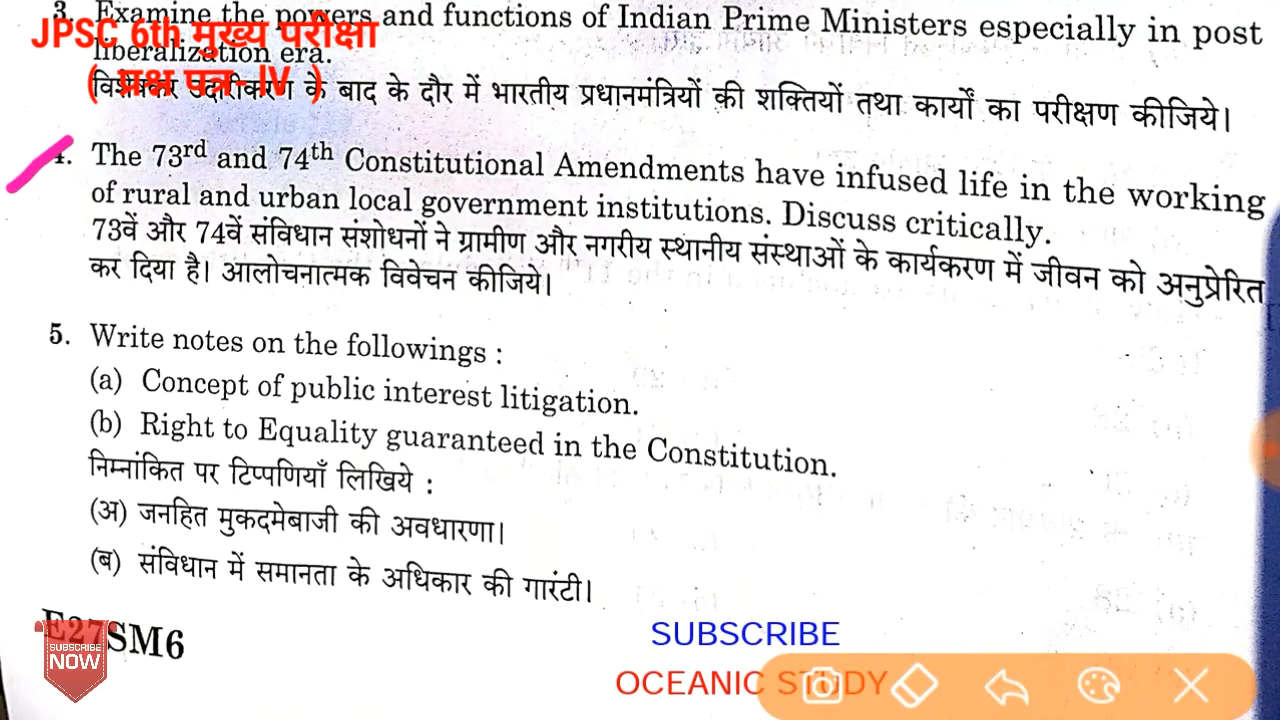 3. Examine the powers and functions of Indian Prime Ministers especially in post
JPSC 6th मुख्य परीक्षा
liberalization era.
( प्रश्न पत्र- IV )
के बाद के दौर में भारतीय प्रधानमंत्रियों की शक्तियों तथा कार्यों का परीक्षण कीजिये।
4. The 73rd and 74th Constitutional Amendments have infused life in the working
of rural and urban local government institutions. Discuss critically.
73वें और 74वें संविधान संशोधनों ने ग्रामीण और नगरीय स्थानीय संस्थाओं के कार्यकरण में जीवन को अनुप्रेरित
कर दिया है। आलोचनात्मक विवेचन कीजिये।
5. Write notes on the followings :
(a) Concept of public interest litigation.
(b) Right to Equality guaranteed in the Constitution.
निम्नांकित पर टिप्पणियाँ लिखिये :
(अ) जनहित मुकदमेबाजी की अवधारणा।
(ब) संविधान में समानता के अधिकार की गारंटी।
E27SM6
SUBSCRIBE
NOW
SUBSCRIBE
OCEANIC STUDY